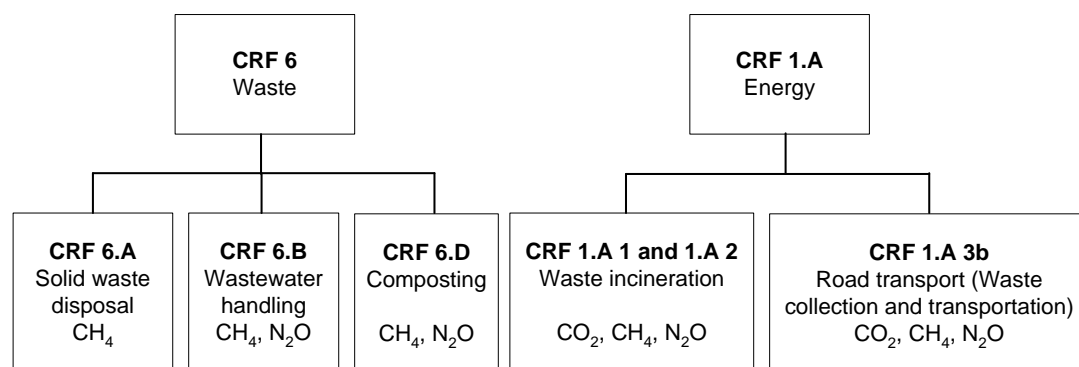 CRF 6
Waste
CRF 1.A
Energy
CRF 6.A
Solid waste
disposal
CH₄
CRF 6.B
Wastewater
handling
CH₄, N₂O
CRF 6.D
Composting
CH₄, N₂O
CRF 1.A 1 and 1.A 2
Waste incineration
CO₂, CH₄, N₂O
CRF 1.A 3b
Road transport (Waste
collection and transportation)
CO₂, CH₄, N₂O